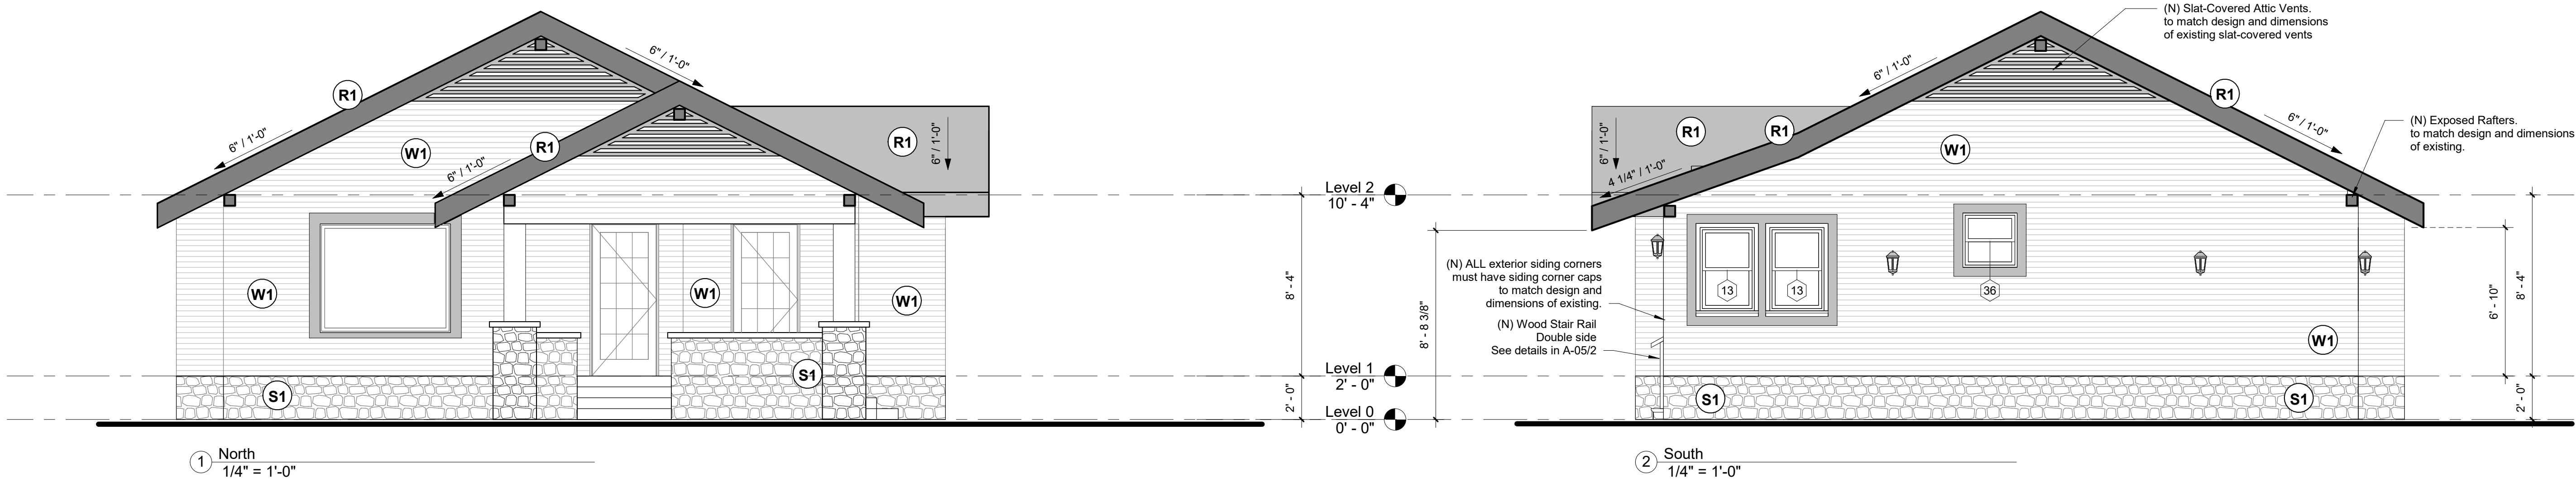 6" / 1'-0"
R1
6" / 1'-0"
R1
6" / 1'-0"
W1
R1
6" / 1'-0"
W1
W1
W1
S1
S1
1
North
1/4" = 1'-0"
8' - 4"
2' - 0"
Level 2
10' - 4"
Level 1
2' - 0"
Level 0
0' - 0"
8' - 8 3/8"
(N) Slat-Covered Attic Vents.
to match design and dimensions
of existing slat-covered vents
6" / 1'-0"
R1
6" / 1'-0"
(N) Exposed Rafters.
to match design and dimensions
of existing.
R1
R1
6" / 1'-0"
4 1/4" / 1'-0"
W1
(N) ALL exterior siding corners
must have siding corner caps
to match design and
dimensions of existing.
(N) Wood Stair Rail
Double side
See details in A-05/2
13
13
36
W1
S1
S1
6' - 10"
8' - 4"
2' - 0"
2
South
1/4" = 1'-0"